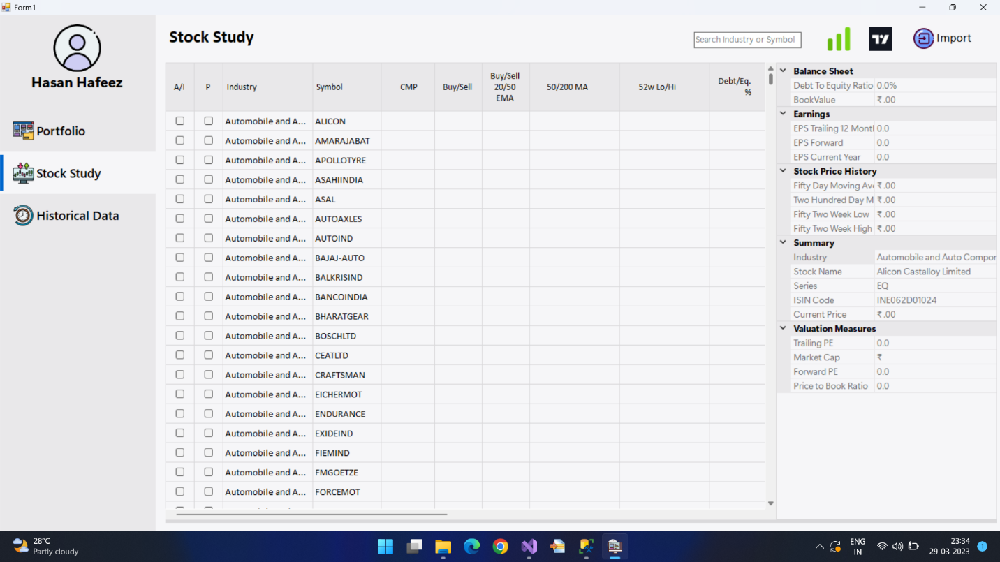 Form1
Hasan Hafeez
Portfolio
Stock Study
Historical Data
Stock Study
Search Industry or Symbol
Import
A/I P Industry Symbol CMP Buy/Sell Buy/Sell 20/50 EMA 50/200 MA 52w Lo/Hi Debt/Eq. %
Automobile and A... ALICON
Automobile and A... AMARAJABAT
Automobile and A... APOLLOTYRE
Automobile and A... ASAHIINDIA
Automobile and A... ASAL
Automobile and A... AUTOAXLES
Automobile and A... AUTOIND
Automobile and A... BAJAJ-AUTO
Automobile and A... BALKRISIND
Automobile and A... BANCOINDIA
Automobile and A... BHARATGEAR
Automobile and A... BOSCHLTD
Automobile and A... CEATLTD
Automobile and A... CRAFTSMAN
Automobile and A... EICHERMOT
Automobile and A... ENDURANCE
Automobile and A... EXIDEIND
Automobile and A... FIEMIND
Automobile and A... FMGOETZE
Automobile and A... FORCEMOT
Balance Sheet
Debt To Equity Ratio 0.0%
BookValue ₹ .00
Earnings
EPS Trailing 12 Mont 0.0
EPS Forward 0.0
EPS Current Year 0.0
Stock Price History
Fifty Day Moving Av ₹ .00
Two Hundred Day M ₹ .00
Fifty Two Week Low ₹ .00
Fifty Two Week High ₹ .00
Summary
Industry Automobile and Auto Compor
Stock Name Alicon Castalloy Limited
Series EQ
ISIN Code INE062D01024
Current Price ₹ .00
Valuation Measures
Trailing PE 0.0
Market Cap ₹
Forward PE 0.0
Price to Book Ratio 0.0
28°C
Partly cloudy
ENG
IN
23:34
29-03-2023
1